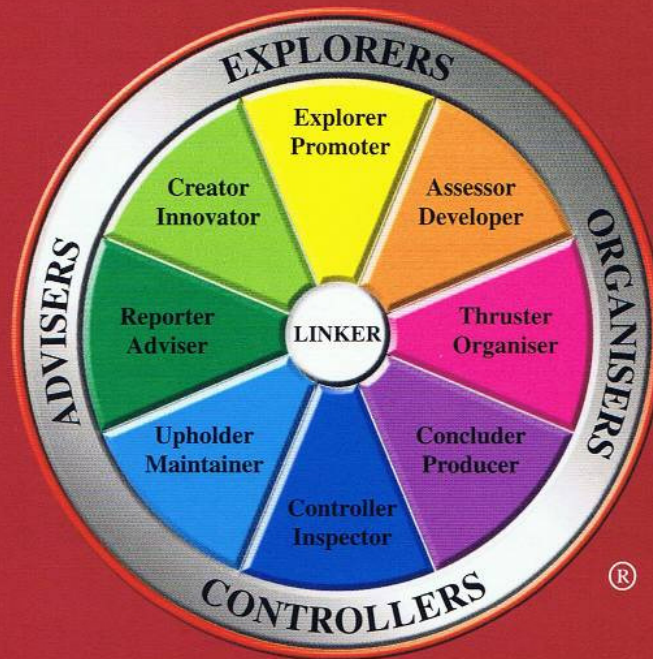 EXPLORERS
Explorer
Promoter
Creator
Innovator
Assessor
Developer
ADVISERS
ORGANISERS
Reporter
Adviser
LINKER
Thruster
Organiser
Upholder
Maintainer
Concluder
Producer
Controller
Inspector
CONTROLLERS
®